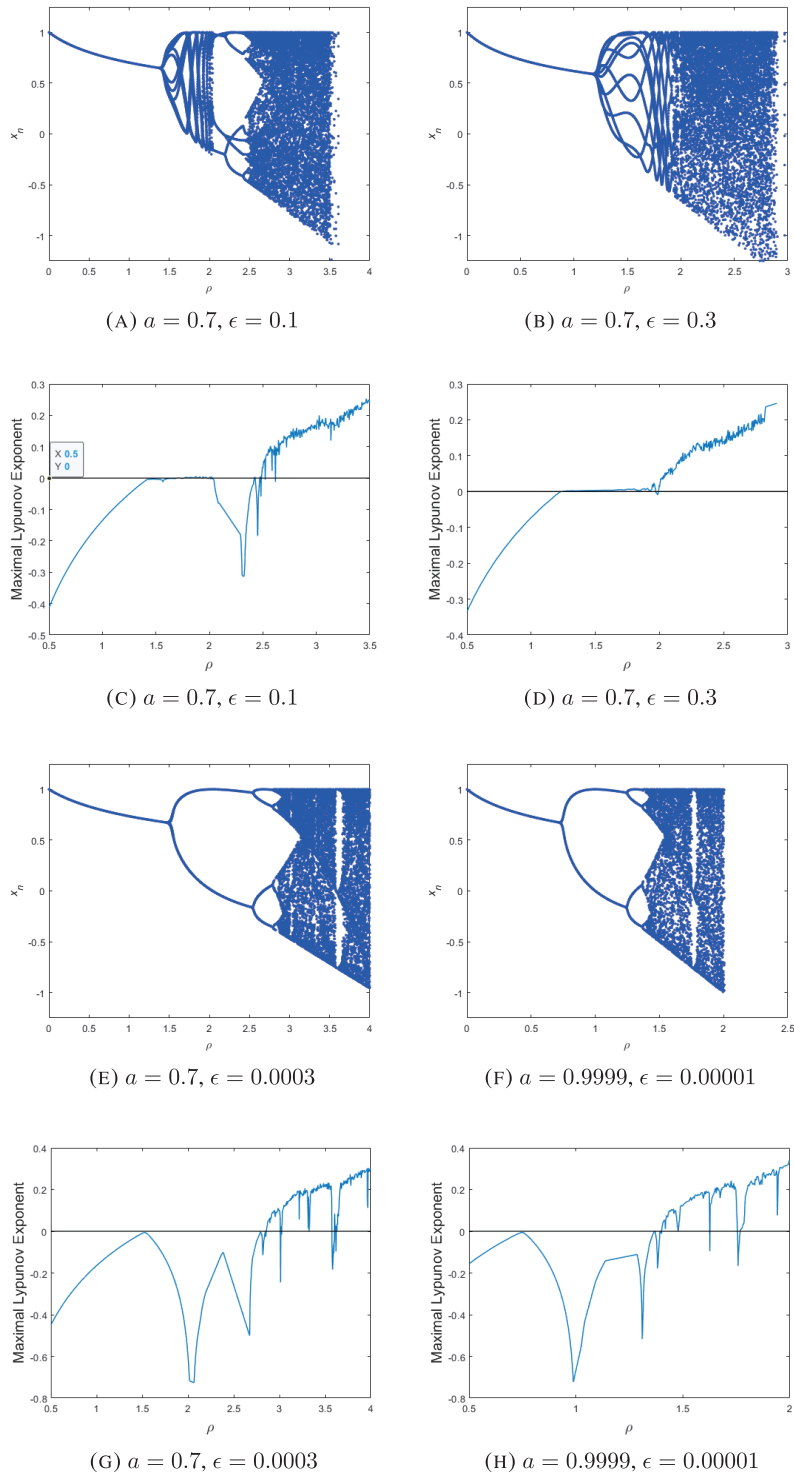 1
0.5
0
-0.5
-1
x_n
0 0.5 1 1.5 2 2.5 3 3.5 4
ρ
(A) a = 0.7, ϵ = 0.1
1
0.5
0
-0.5
-1
x_n
0 0.5 1 1.5 2 2.5 3
ρ
(B) a = 0.7, ϵ = 0.3
0.3
0.2
0.1
0
-0.1
-0.2
-0.3
-0.4
-0.5
Maximal Lypunov Exponent
X 0.5
Y 0
0.5 1 1.5 2 2.5 3 3.5
ρ
(C) a = 0.7, ϵ = 0.1
0.3
0.2
0.1
0
-0.1
-0.2
-0.3
-0.4
Maximal Lypunov Exponent
0.5 1 1.5 2 2.5 3
ρ
(D) a = 0.7, ϵ = 0.3
1
0.5
0
-0.5
-1
x_n
0 0.5 1 1.5 2 2.5 3 3.5 4
ρ
(E) a = 0.7, ϵ = 0.0003
1
0.5
0
-0.5
-1
x_n
0 0.5 1 1.5 2 2.5
ρ
(F) a = 0.9999, ϵ = 0.00001
0.4
0.2
0
-0.2
-0.4
-0.6
-0.8
Maximal Lypunov Exponent
0.5 1 1.5 2 2.5 3 3.5 4
ρ
(G) a = 0.7, ϵ = 0.0003
0.4
0.2
0
-0.2
-0.4
-0.6
-0.8
Maximal Lypunov Exponent
0.5 1 1.5 2
ρ
(H) a = 0.9999, ϵ = 0.00001